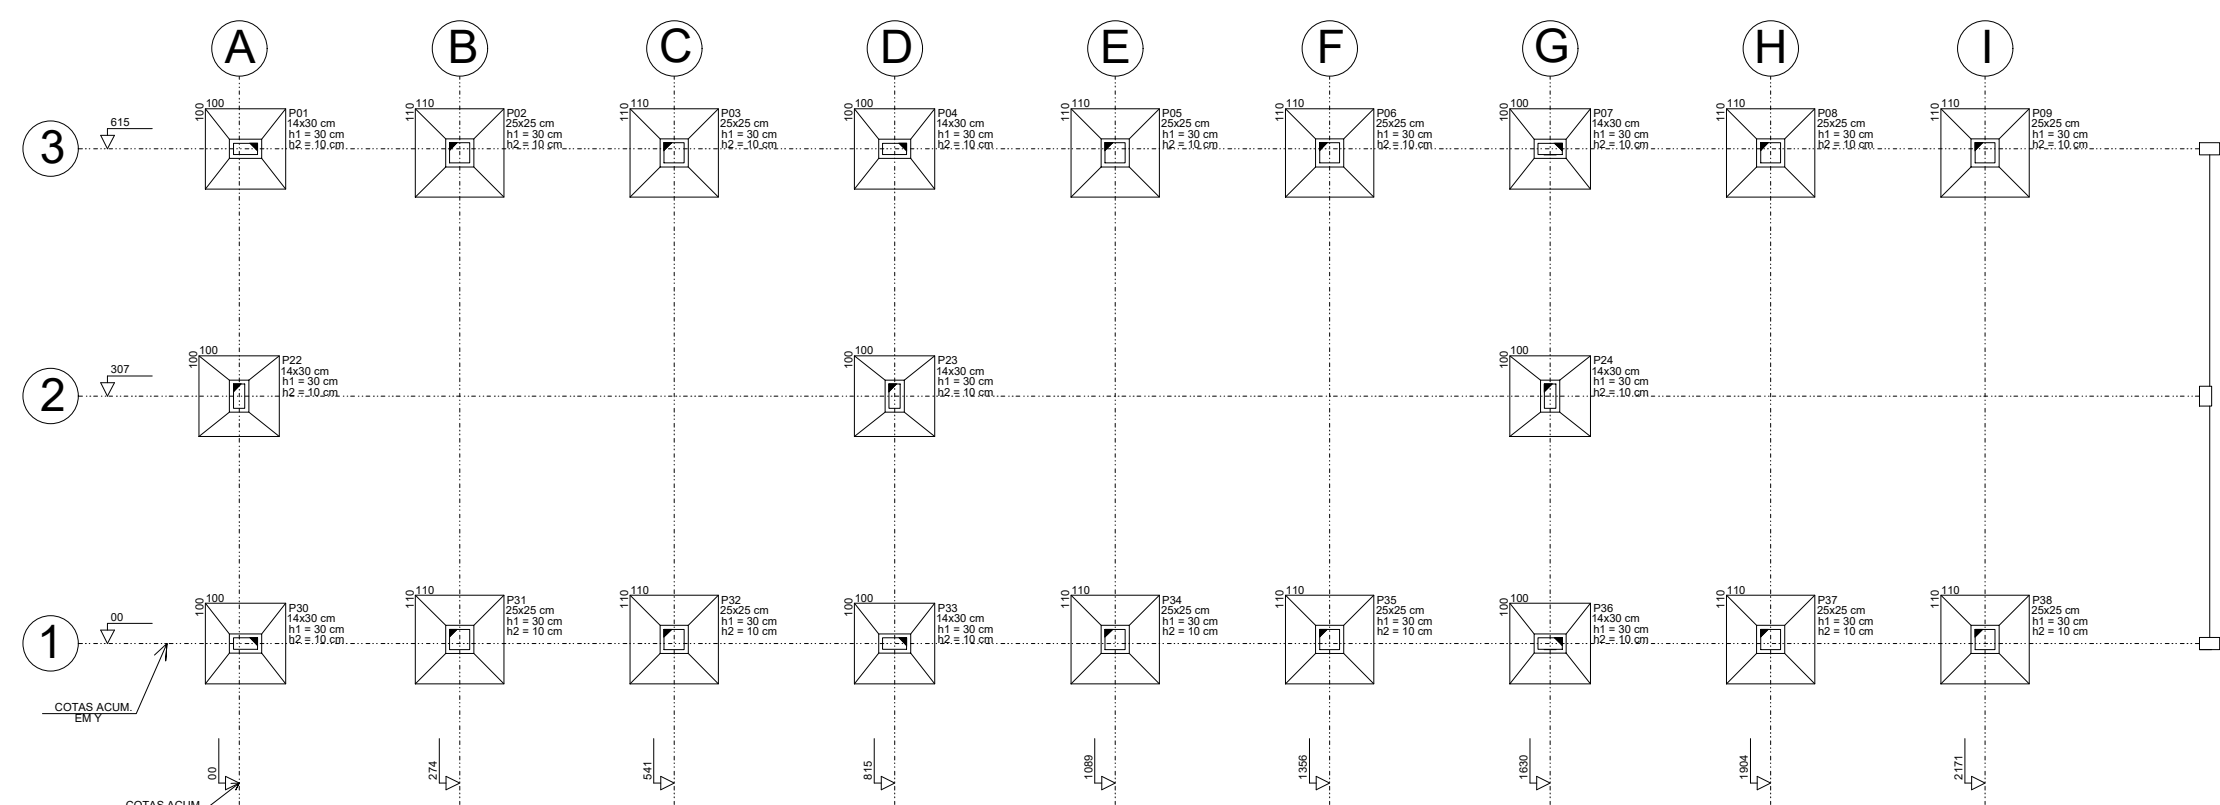 A
B
C
D
E
F
G
H
I
3
615
100
100
P01
14x30 cm
h1 = 30 cm
h2 = 10 cm
110
110
P02
25x25 cm
h1 = 30 cm
h2 = 10 cm
110
110
P03
25x25 cm
h1 = 30 cm
h2 = 10 cm
100
100
P04
14x30 cm
h1 = 30 cm
h2 = 10 cm
110
110
P05
25x25 cm
h1 = 30 cm
h2 = 10 cm
110
110
P06
25x25 cm
h1 = 30 cm
h2 = 10 cm
100
100
P07
14x30 cm
h1 = 30 cm
h2 = 10 cm
110
110
P08
25x25 cm
h1 = 30 cm
h2 = 10 cm
110
110
P09
25x25 cm
h1 = 30 cm
h2 = 10 cm
2
307
100
100
P22
14x30 cm
h1 = 30 cm
h2 = 10 cm
100
100
P23
14x30 cm
h1 = 30 cm
h2 = 10 cm
100
100
P24
14x30 cm
h1 = 30 cm
h2 = 10 cm
1
00
100
100
P30
14x30 cm
h1 = 30 cm
h2 = 10 cm
110
110
P31
25x25 cm
h1 = 30 cm
h2 = 10 cm
110
110
P32
25x25 cm
h1 = 30 cm
h2 = 10 cm
100
100
P33
14x30 cm
h1 = 30 cm
h2 = 10 cm
110
110
P34
25x25 cm
h1 = 30 cm
h2 = 10 cm
110
110
P35
25x25 cm
h1 = 30 cm
h2 = 10 cm
100
100
P36
14x30 cm
h1 = 30 cm
h2 = 10 cm
110
110
P37
25x25 cm
h1 = 30 cm
h2 = 10 cm
110
110
P38
25x25 cm
h1 = 30 cm
h2 = 10 cm
COTAS ACUM.
EM Y
00
274
541
815
1089
1356
1630
1904
2171
COTAS ACUM.